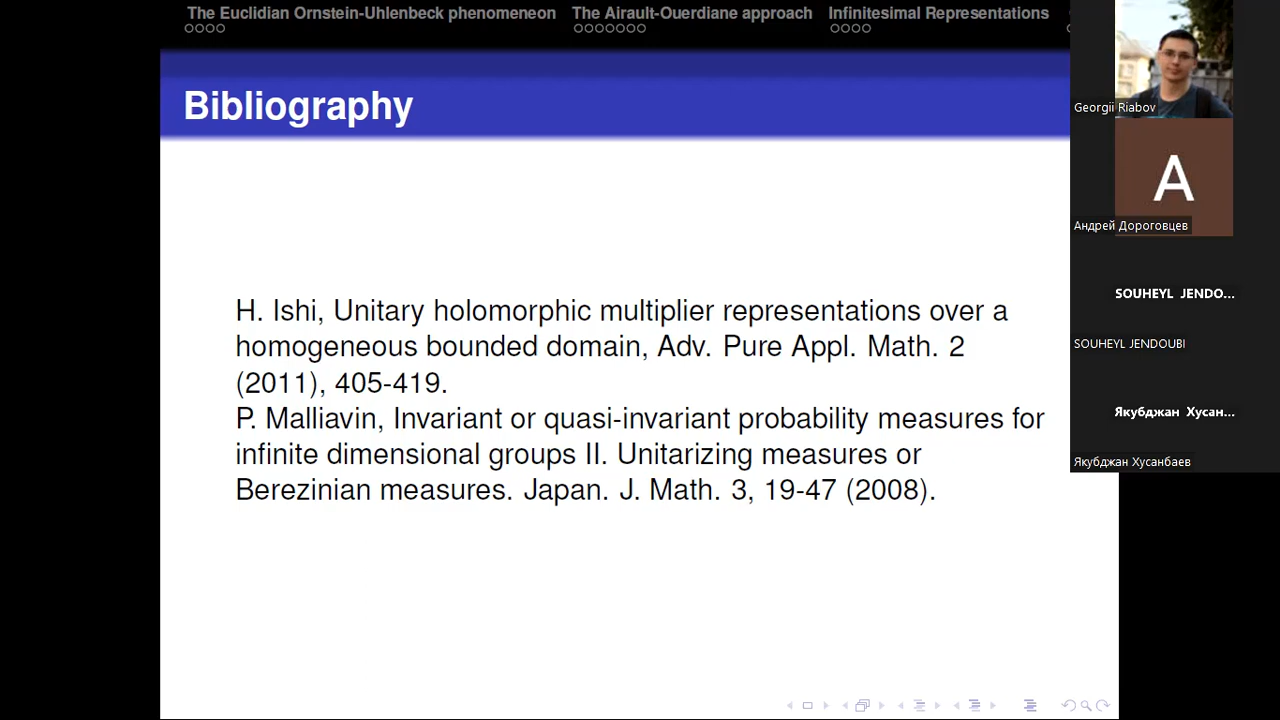 The Euclidian Ornstein-Uhlenbeck phenomeneon
The Airault-Ouerdiane approach
Infinitesimal Representations
Bibliography
H. Ishi, Unitary holomorphic multiplier representations over a
homogeneous bounded domain, Adv. Pure Appl. Math. 2
(2011), 405-419.
P. Malliavin, Invariant or quasi-invariant probability measures for
infinite dimensional groups II. Unitarizing measures or
Berezinian measures. Japan. J. Math. 3, 19-47 (2008).
Georgii Riabov
A
Андрей Дороговцев
SOUHEYL JENDO...
SOUHEYL JENDOUBI
Якубджан Хусан...
Якубджан Хусанбаев